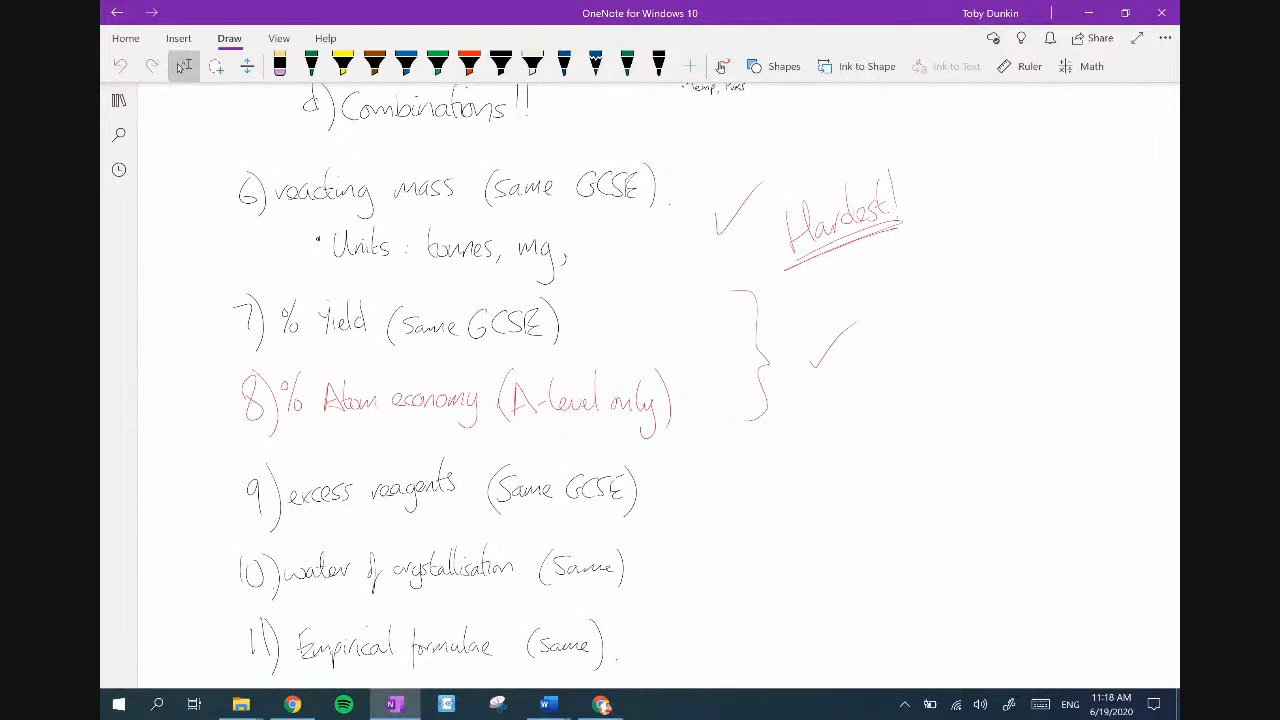 OneNote for Windows 10
Toby Dunkin
Home Insert Draw View Help
Share
Shapes Ink to Shape Ink to Text Ruler Math
d) Combinations!!
6) reacting mass (same GCSE).
Hardest!
• Units : tonnes, mg,
7) % Yield (same GCSE)
8) % Atom economy (A-level only)
9) excess reagents (Same GCSE)
10) water of crystallisation (Same)
11) Empirical formulae (same).
ENG
11:18 AM
6/19/2020